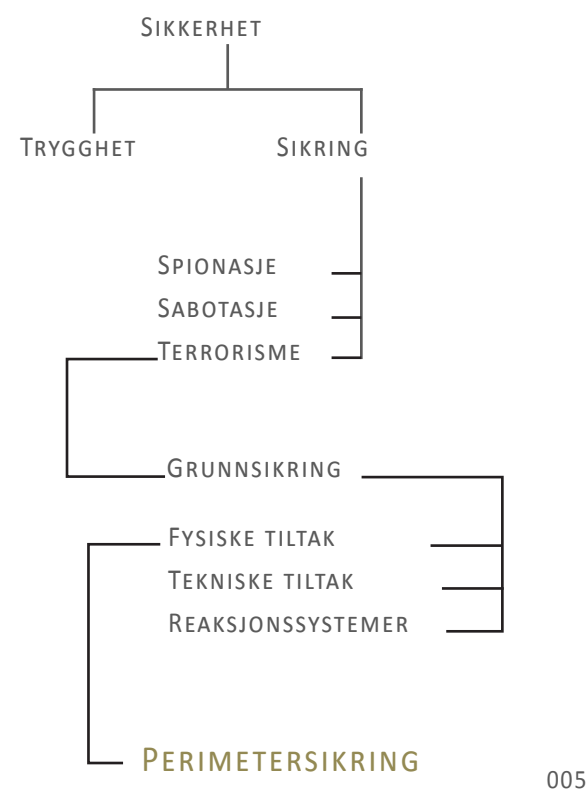 Sikkerhet
Trygghet Sikring
Spionasje
Sabotasje
Terrorisme
Grunnsikring
Fysiske tiltak
Tekniske tiltak
Reaksjonssystemer
Perimetersikring
005